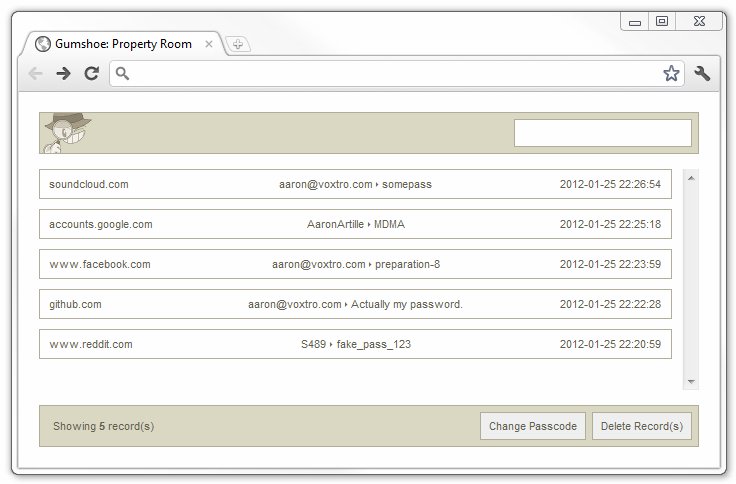 Gumshoe: Property Room
soundcloud.com aaron@voxtro.com ‣ somepass 2012-01-25 22:26:54
accounts.google.com AaronArtille ‣ MDMA 2012-01-25 22:25:18
www.facebook.com aaron@voxtro.com ‣ preparation-8 2012-01-25 22:23:59
github.com aaron@voxtro.com ‣ Actually my password. 2012-01-25 22:22:28
www.reddit.com S489 ‣ fake_pass_123 2012-01-25 22:20:59
Showing 5 record(s) Change Passcode Delete Record(s)